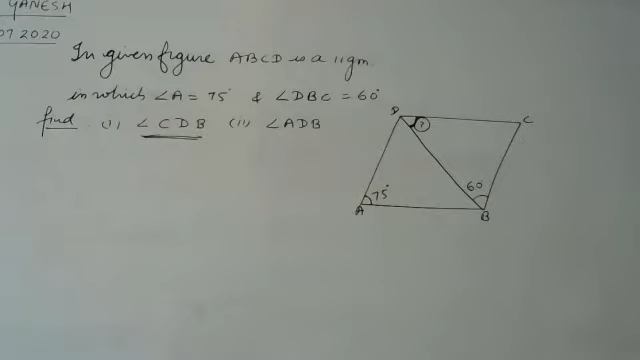 YANESH
07 2020
In given figure ABCD is a ||gm
in which ∠A = 75° & ∠DBC = 60°
find (i) ∠CDB (ii) ∠ADB
D
?
C
75°
60°
A
B